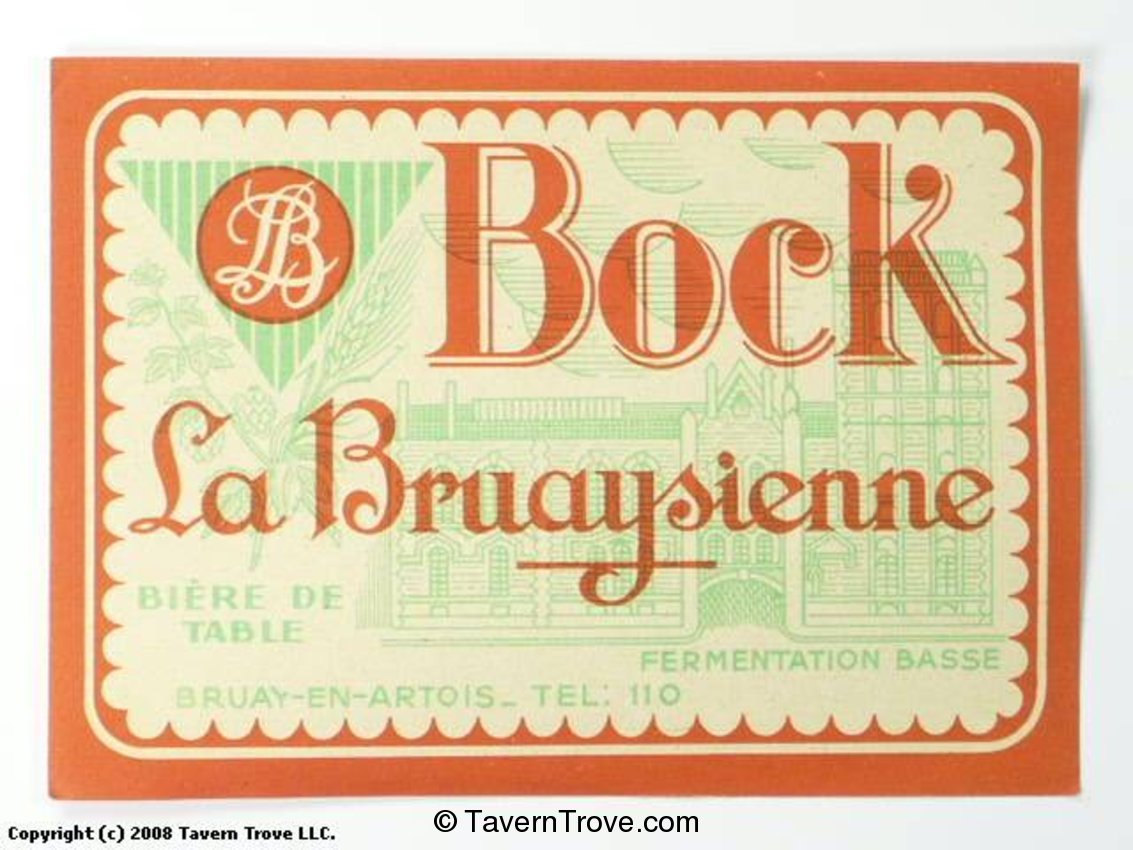 LB
Bock
La Bruaysienne
BIÈRE DE
TABLE
FERMENTATION BASSE
BRUAY-EN-ARTOIS_ TEL: 110
Copyright (c) 2008 Tavern Trove LLC.
© TavernTrove.com